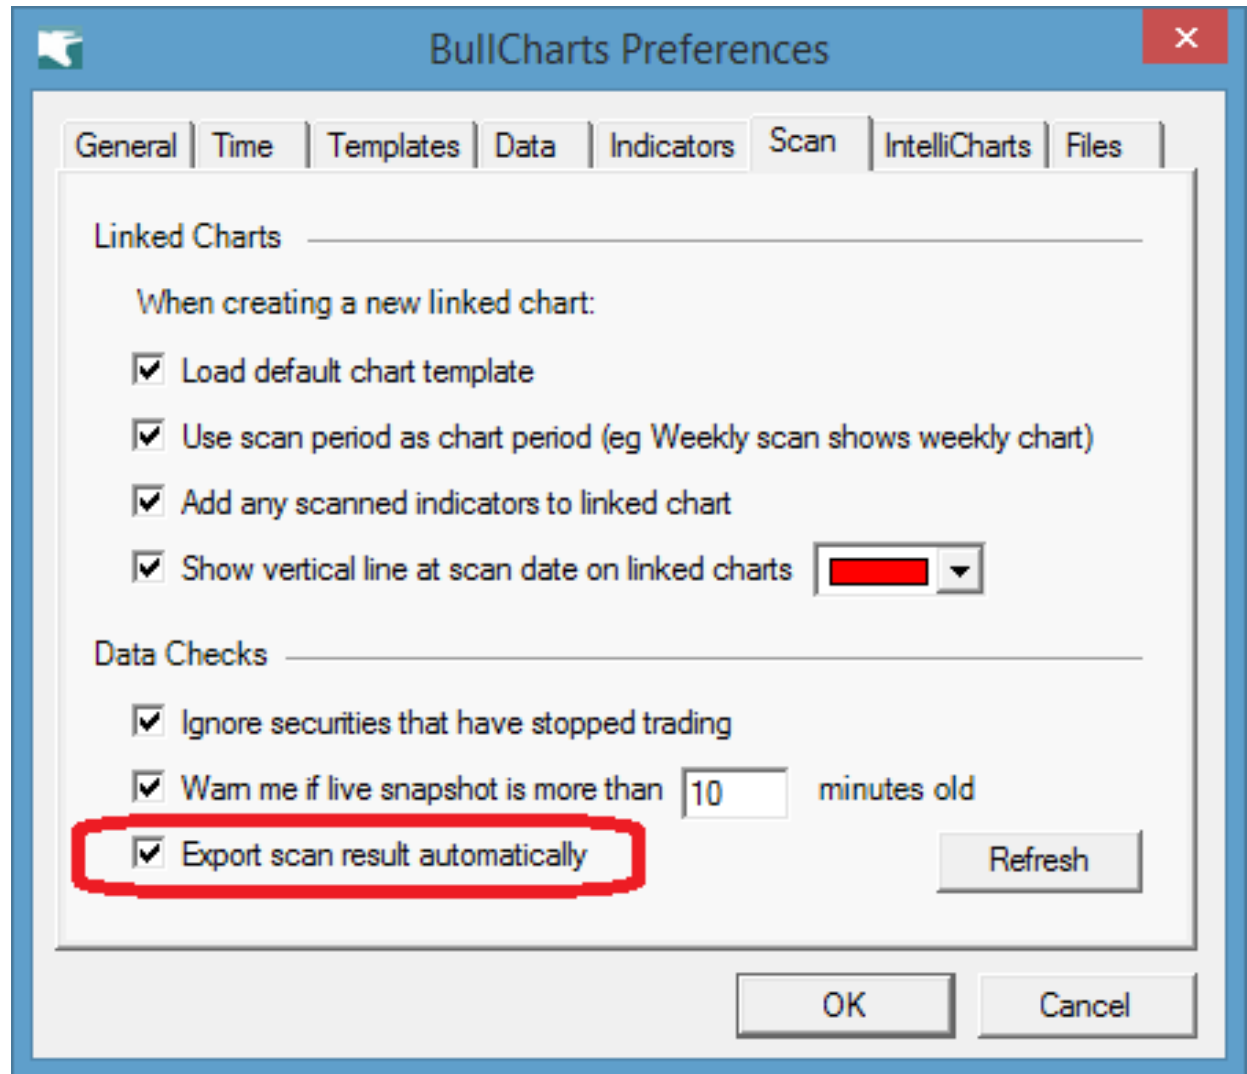 BullCharts Preferences
General Time Templates Data Indicators Scan IntelliCharts Files
Linked Charts
When creating a new linked chart:
Load default chart template
Use scan period as chart period (eg Weekly scan shows weekly chart)
Add any scanned indicators to linked chart
Show vertical line at scan date on linked charts
Data Checks
Ignore securities that have stopped trading
Warn me if live snapshot is more than 10 minutes old
Export scan result automatically Refresh
OK Cancel